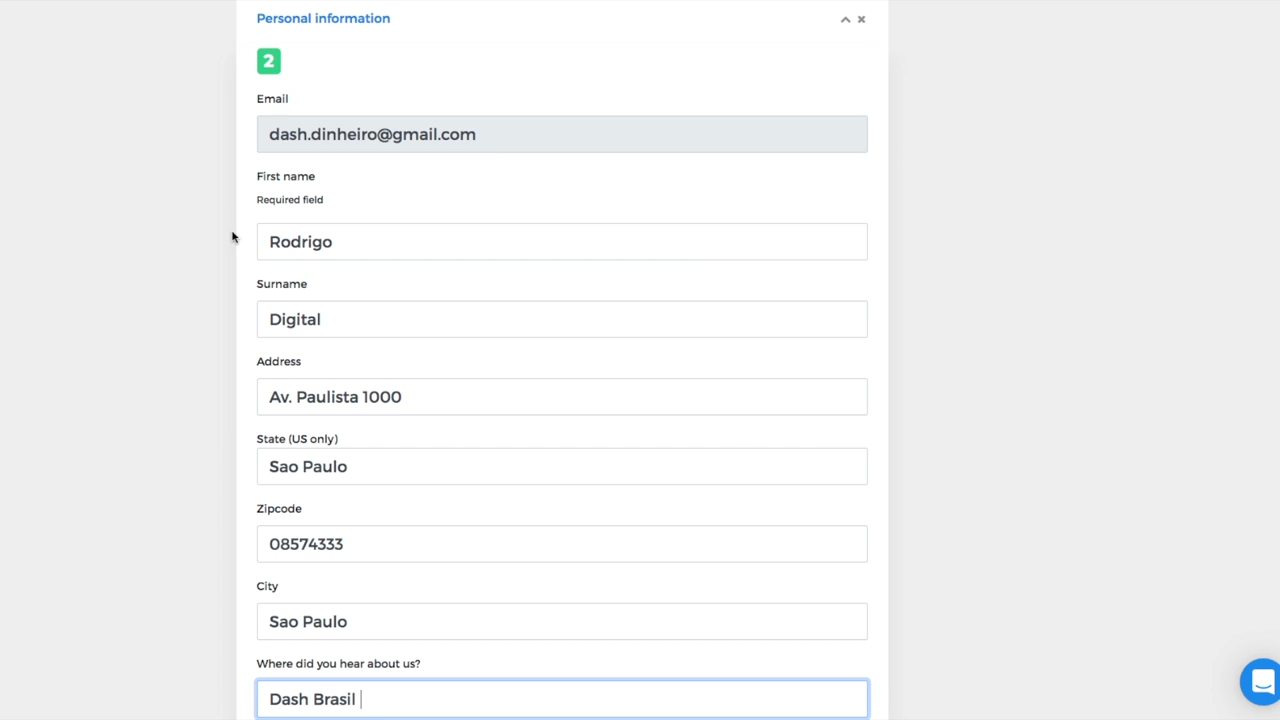 Personal information
2
Email
dash.dinheiro@gmail.com
First name
Required field
Rodrigo
Surname
Digital
Address
Av. Paulista 1000
State (US only)
Sao Paulo
Zipcode
08574333
City
Sao Paulo
Where did you hear about us?
Dash Brasil